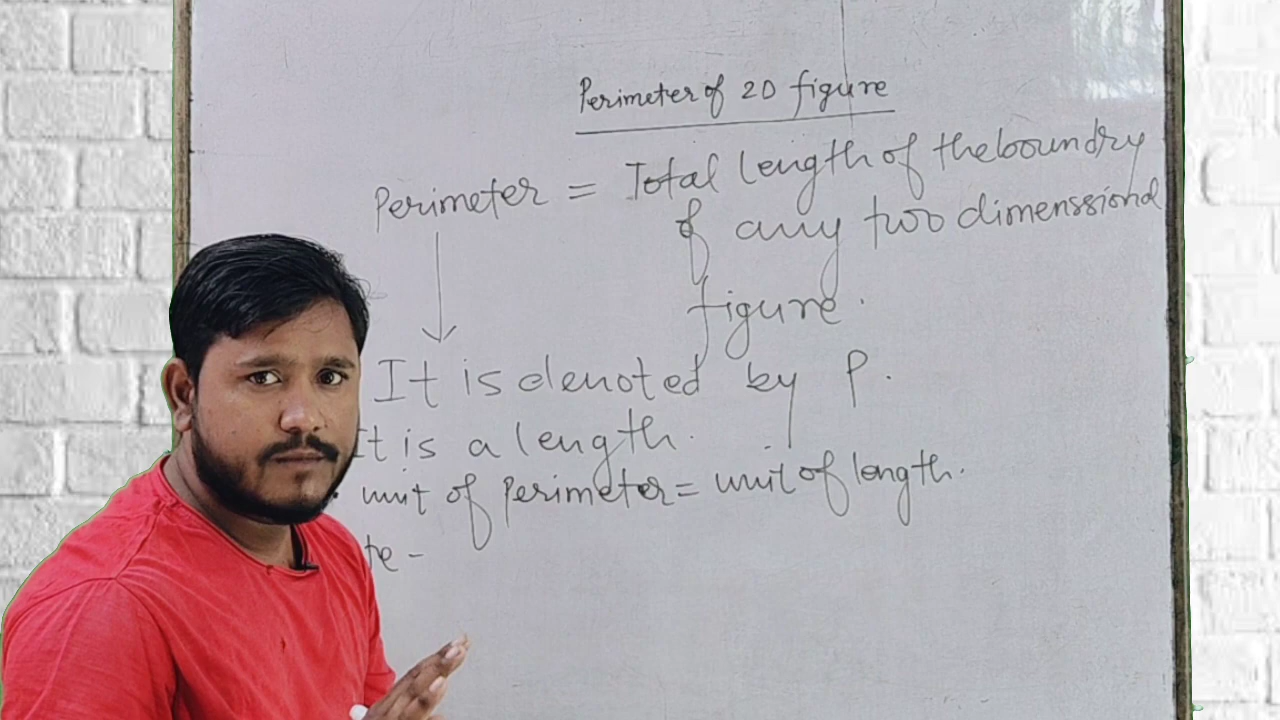 Perimeter of 2D figure
Perimeter = Total length of the boundry
of any two dimenssional
figure.
It is denoted by P.
It is a length.
unit of perimeter = unit of length.
te -